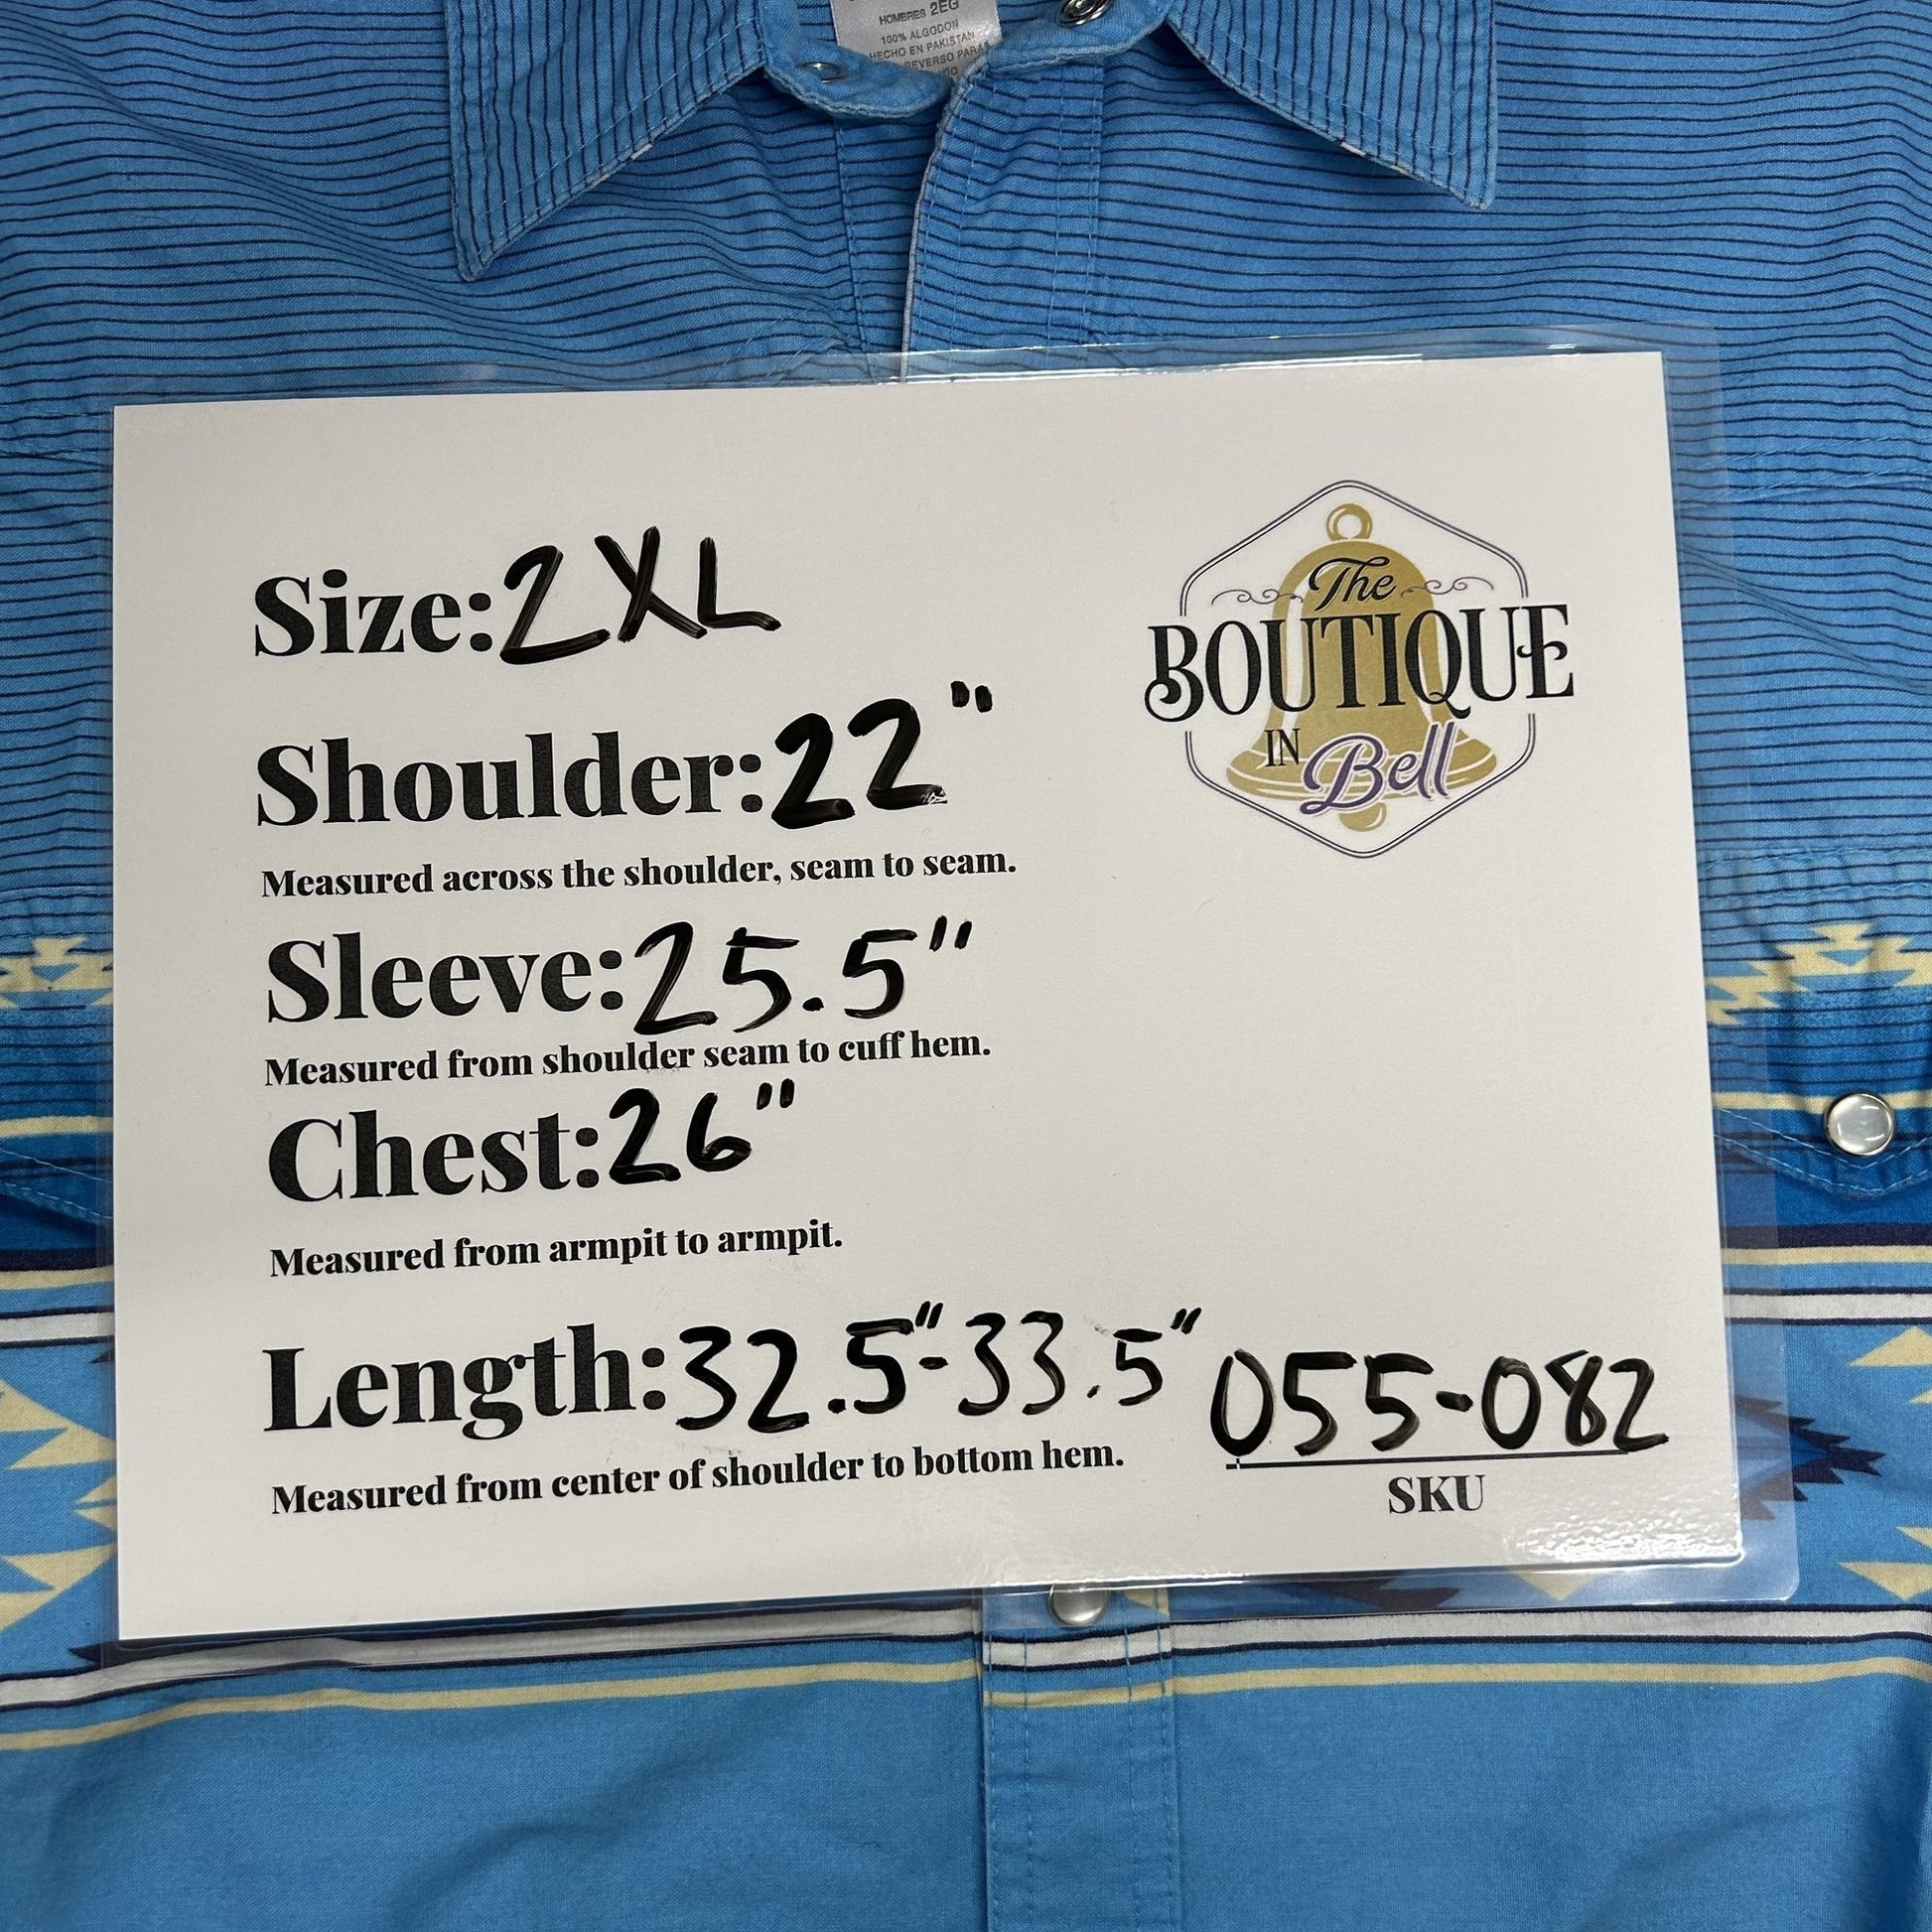 HOMBRES 2EG
100% ALGODON
HECHO EN PAKISTAN
REVERSO PARA
Size: 2XL
Shoulder: 22"
Measured across the shoulder, seam to seam.
Sleeve: 25.5"
Measured from shoulder seam to cuff hem.
Chest: 26"
Measured from armpit to armpit.
Length: 32.5"-33.5"
Measured from center of shoulder to bottom hem.
The
BOUTIQUE
IN Bell
055-082
SKU